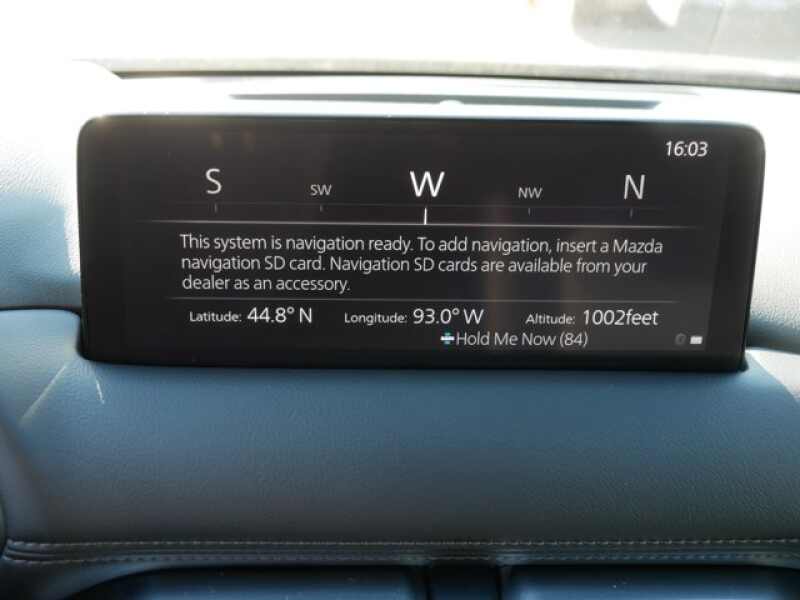 16:03
S SW W NW N
This system is navigation ready. To add navigation, insert a Mazda
navigation SD card. Navigation SD cards are available from your
dealer as an accessory.
Latitude: 44.8° N Longitude: 93.0° W Altitude: 1002feet
Hold Me Now (84)